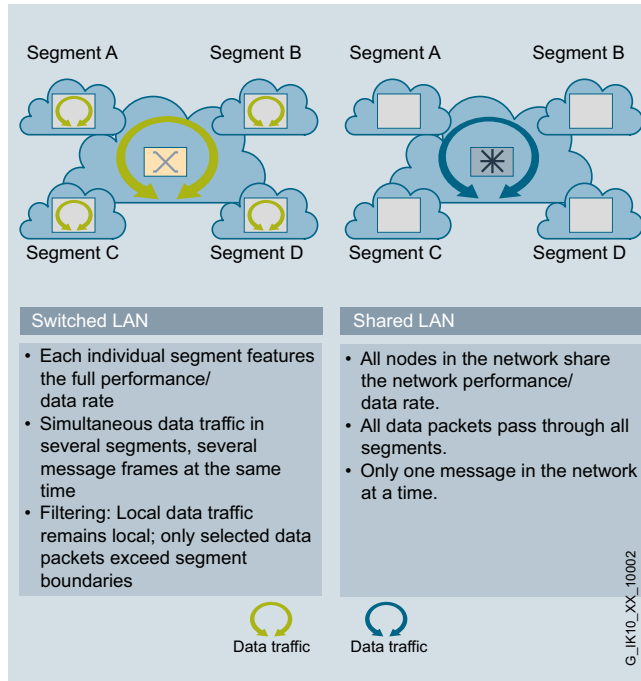 Segment A
Segment B
Segment A
Segment B
Segment C
Segment D
Segment C
Segment D
Switched LAN
• Each individual segment features
the full performance/
data rate
• Simultaneous data traffic in
several segments, several
message frames at the same
time
• Filtering: Local data traffic
remains local; only selected data
packets exceed segment
boundaries
Shared LAN
• All nodes in the network share
the network performance/
data rate.
• All data packets pass through all
segments.
• Only one message in the network
at a time.
Data traffic
Data traffic
G_IK10_XX_10002